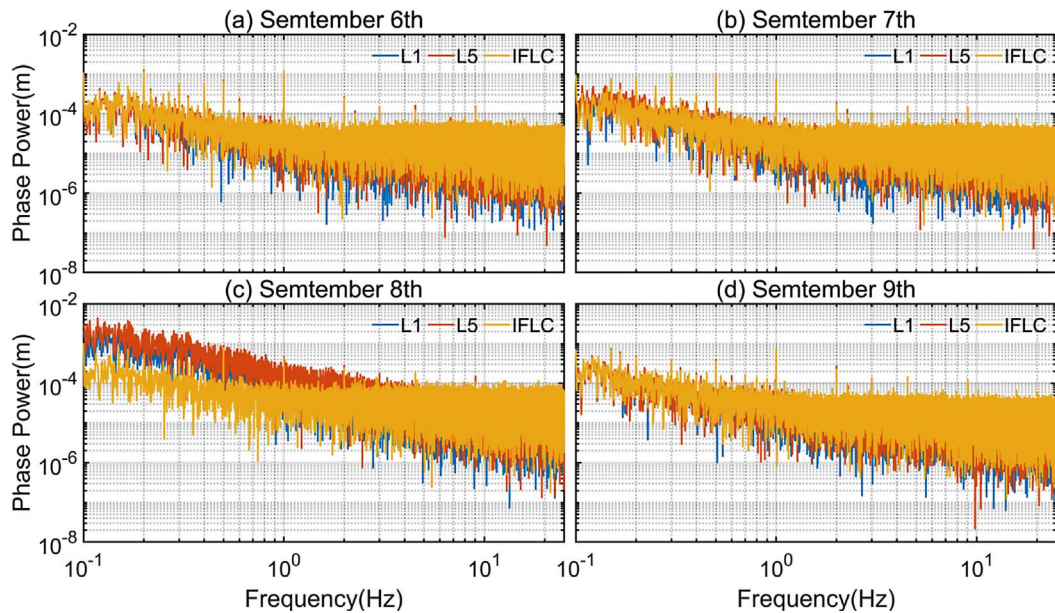 (a) Semtember 6th (b) Semtember 7th
10^-2
L1 L5 IFLC L1 L5 IFLC
10^-4
10^-6
10^-8
Phase Power(m)
(c) Semtember 8th (d) Semtember 9th
10^-2
L1 L5 IFLC L1 L5 IFLC
10^-4
10^-6
10^-8
Phase Power(m)
10^-1 10^0 10^1 10^-1 10^0 10^1
Frequency(Hz) Frequency(Hz)